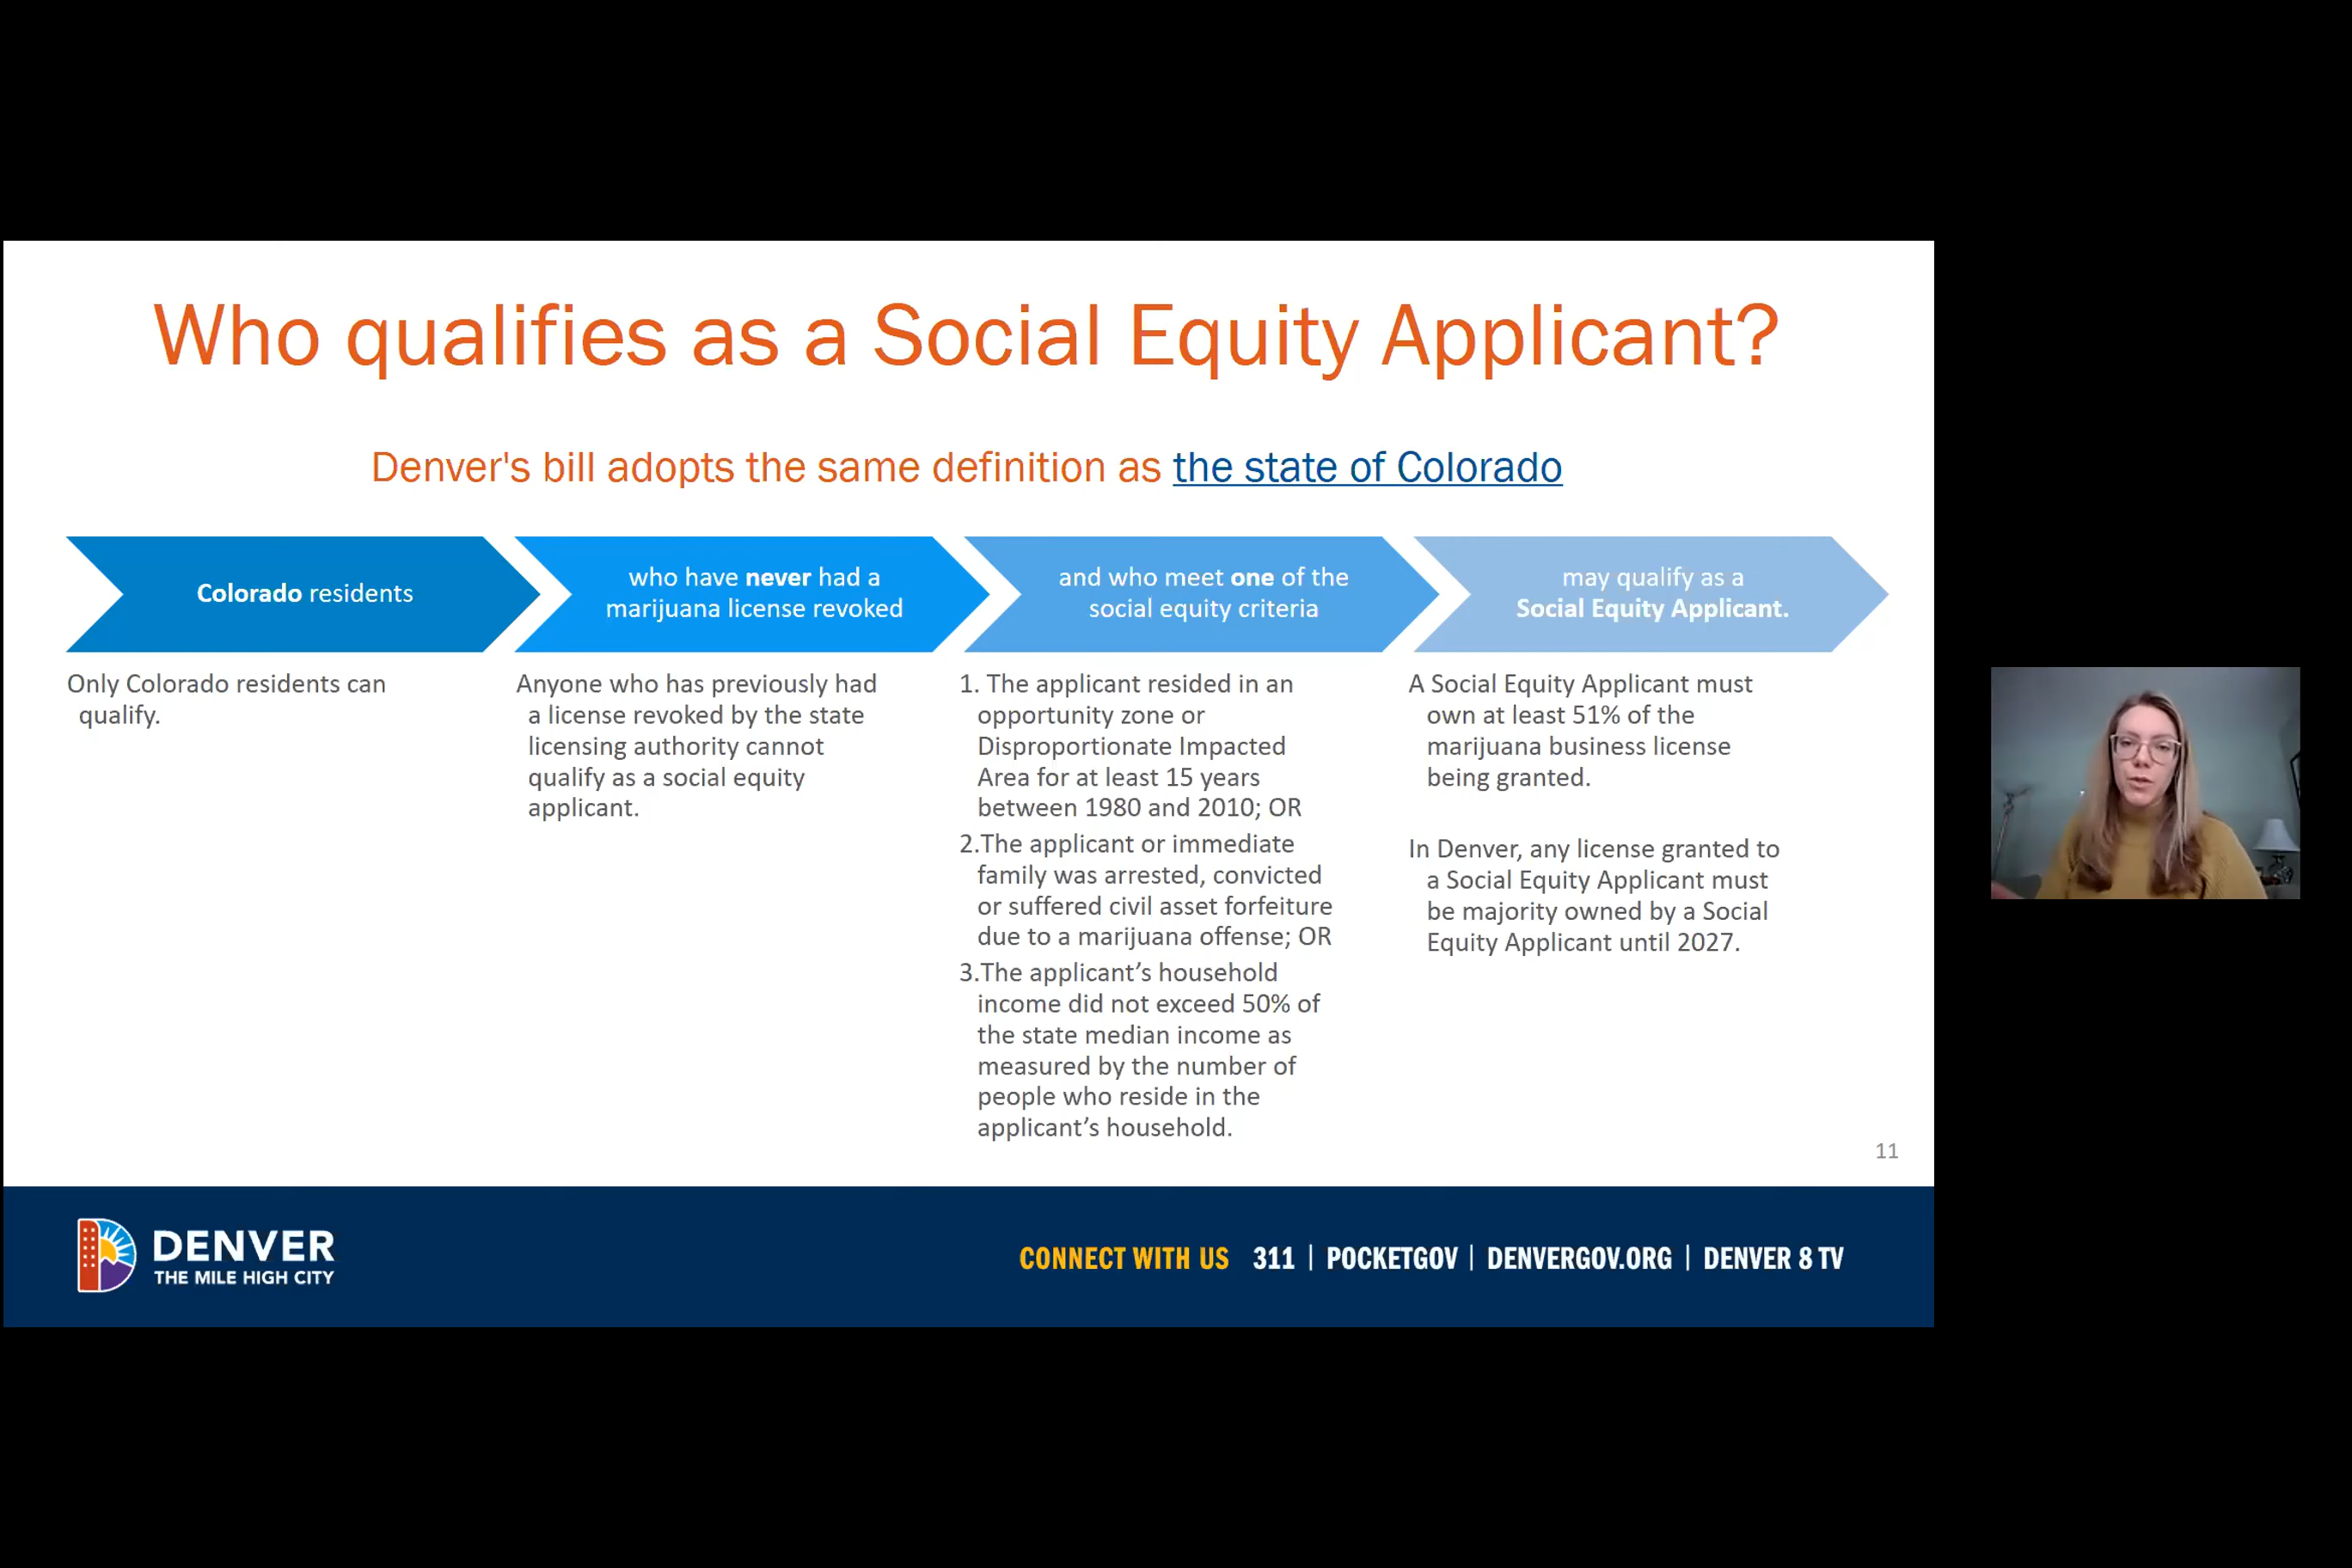 Who qualifies as a Social Equity Applicant?
Denver's bill adopts the same definition as the state of Colorado
Colorado residents
Only Colorado residents can
qualify.
who have never had a
marijuana license revoked
Anyone who has previously had
a license revoked by the state
licensing authority cannot
qualify as a social equity
applicant.
and who meet one of the
social equity criteria
1. The applicant resided in an
opportunity zone or
Disproportionate Impacted
Area for at least 15 years
between 1980 and 2010; OR
2.The applicant or immediate
family was arrested, convicted
or suffered civil asset forfeiture
due to a marijuana offense; OR
3.The applicant’s household
income did not exceed 50% of
the state median income as
measured by the number of
people who reside in the
applicant’s household.
may qualify as a
Social Equity Applicant.
A Social Equity Applicant must
own at least 51% of the
marijuana business license
being granted.
In Denver, any license granted to
a Social Equity Applicant must
be majority owned by a Social
Equity Applicant until 2027.
11
DENVER
THE MILE HIGH CITY
CONNECT WITH US 311 | POCKETGOV | DENVERGOV.ORG | DENVER 8 TV